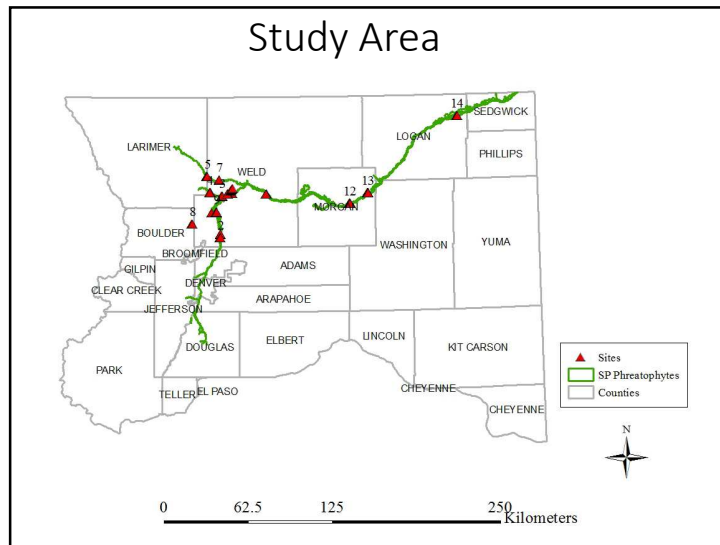 Study Area
14
SEDGWICK
LOGAN
LARIMER
PHILLIPS
5
7
WELD
13
12
MORGAN
8
2
BOULDER
WASHINGTON
YUMA
BROOMFIELD
GILPIN
ADAMS
DENVER
CLEAR CREEK
ARAPAHOE
JEFFERSON
LINCOLN
ELBERT
DOUGLAS
KIT CARSON
PARK
CHEYENNE
TELLER
EL PASO
CHEYENNE
Sites
SP Phreatophytes
Counties
N
0 62.5 125 250
Kilometers